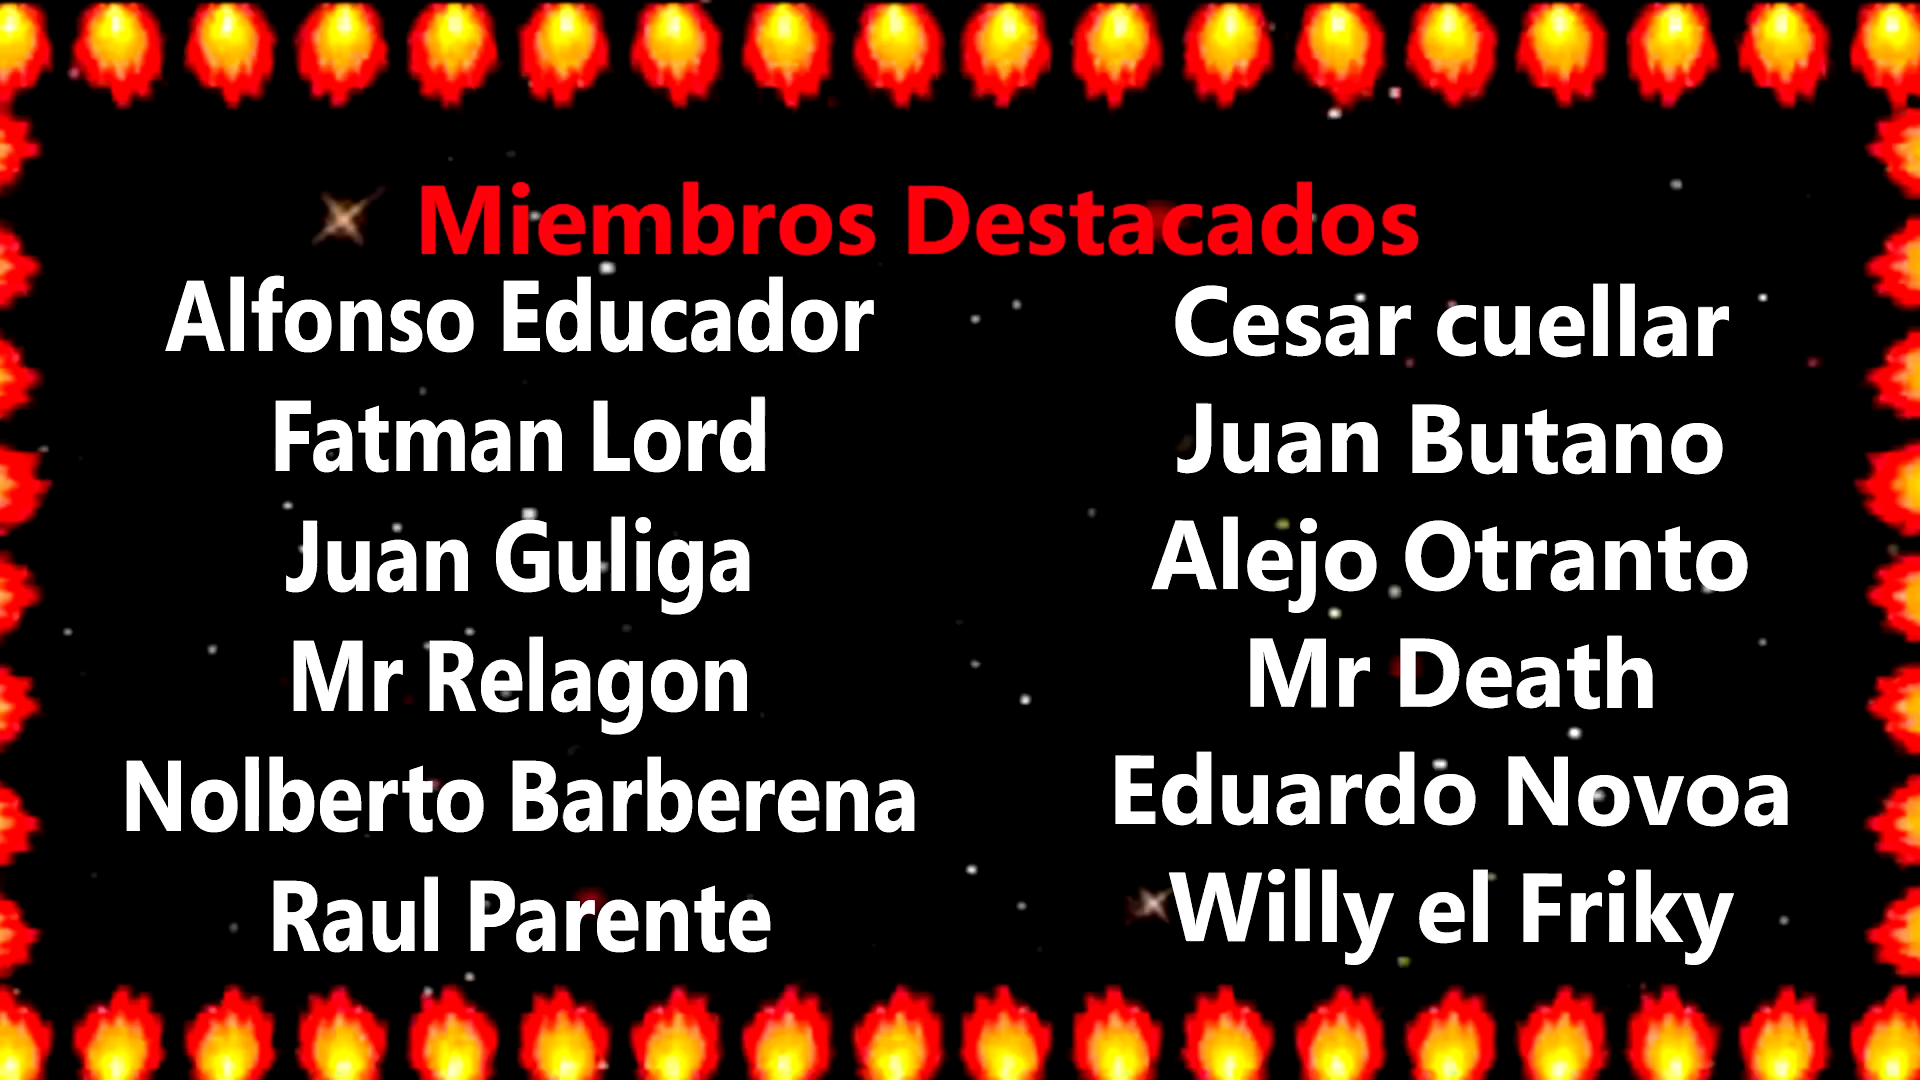 Miembros Destacados
Alfonso Educador
Fatman Lord
Juan Guliga
Mr Relagon
Nolberto Barberena
Raul Parente
Cesar cuellar
Juan Butano
Alejo Otranto
Mr Death
Eduardo Novoa
Willy el Friky